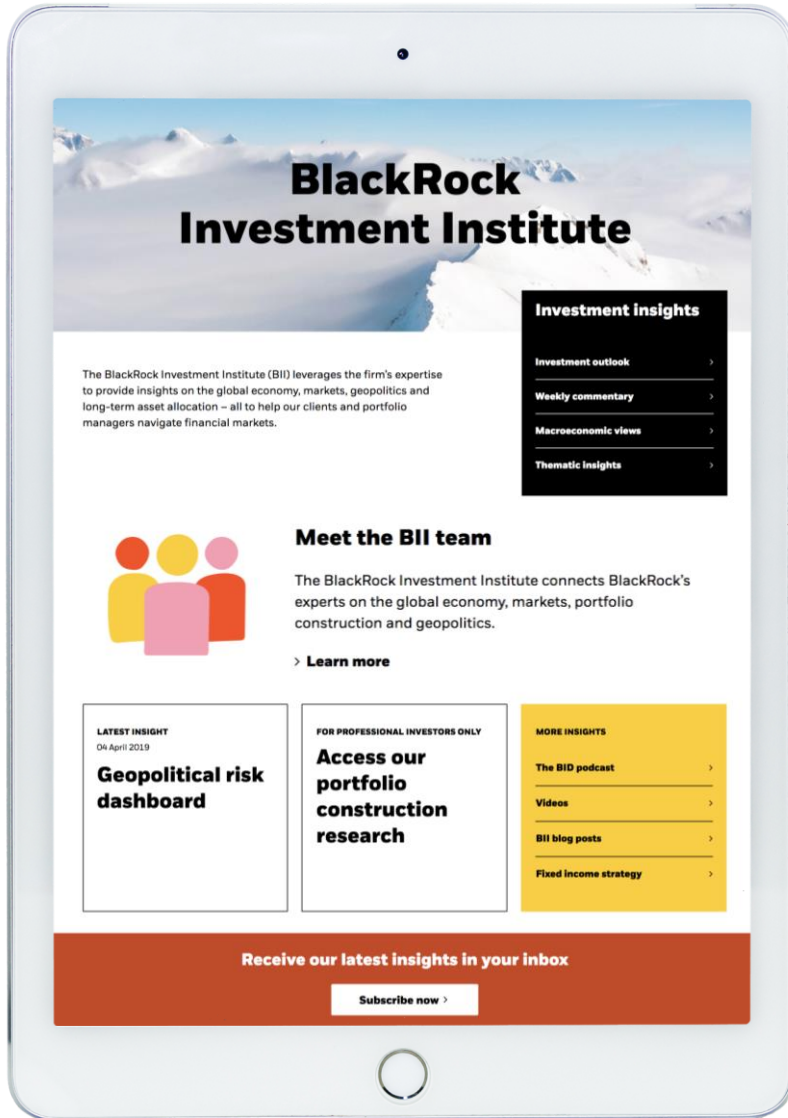 BlackRock
Investment Institute
Investment insights
Investment outlook
Weekly commentary
Macroeconomic views
Thematic insights
The BlackRock Investment Institute (BII) leverages the firm's expertise
to provide insights on the global economy, markets, geopolitics and
long-term asset allocation – all to help our clients and portfolio
managers navigate financial markets.
Meet the BII team
The BlackRock Investment Institute connects BlackRock's
experts on the global economy, markets, portfolio
construction and geopolitics.
> Learn more
LATEST INSIGHT
04 April 2019
Geopolitical risk
dashboard
FOR PROFESSIONAL INVESTORS ONLY
Access our
portfolio
construction
research
MORE INSIGHTS
The BID podcast
Videos
BII blog posts
Fixed income strategy
Receive our latest insights in your inbox
Subscribe now >